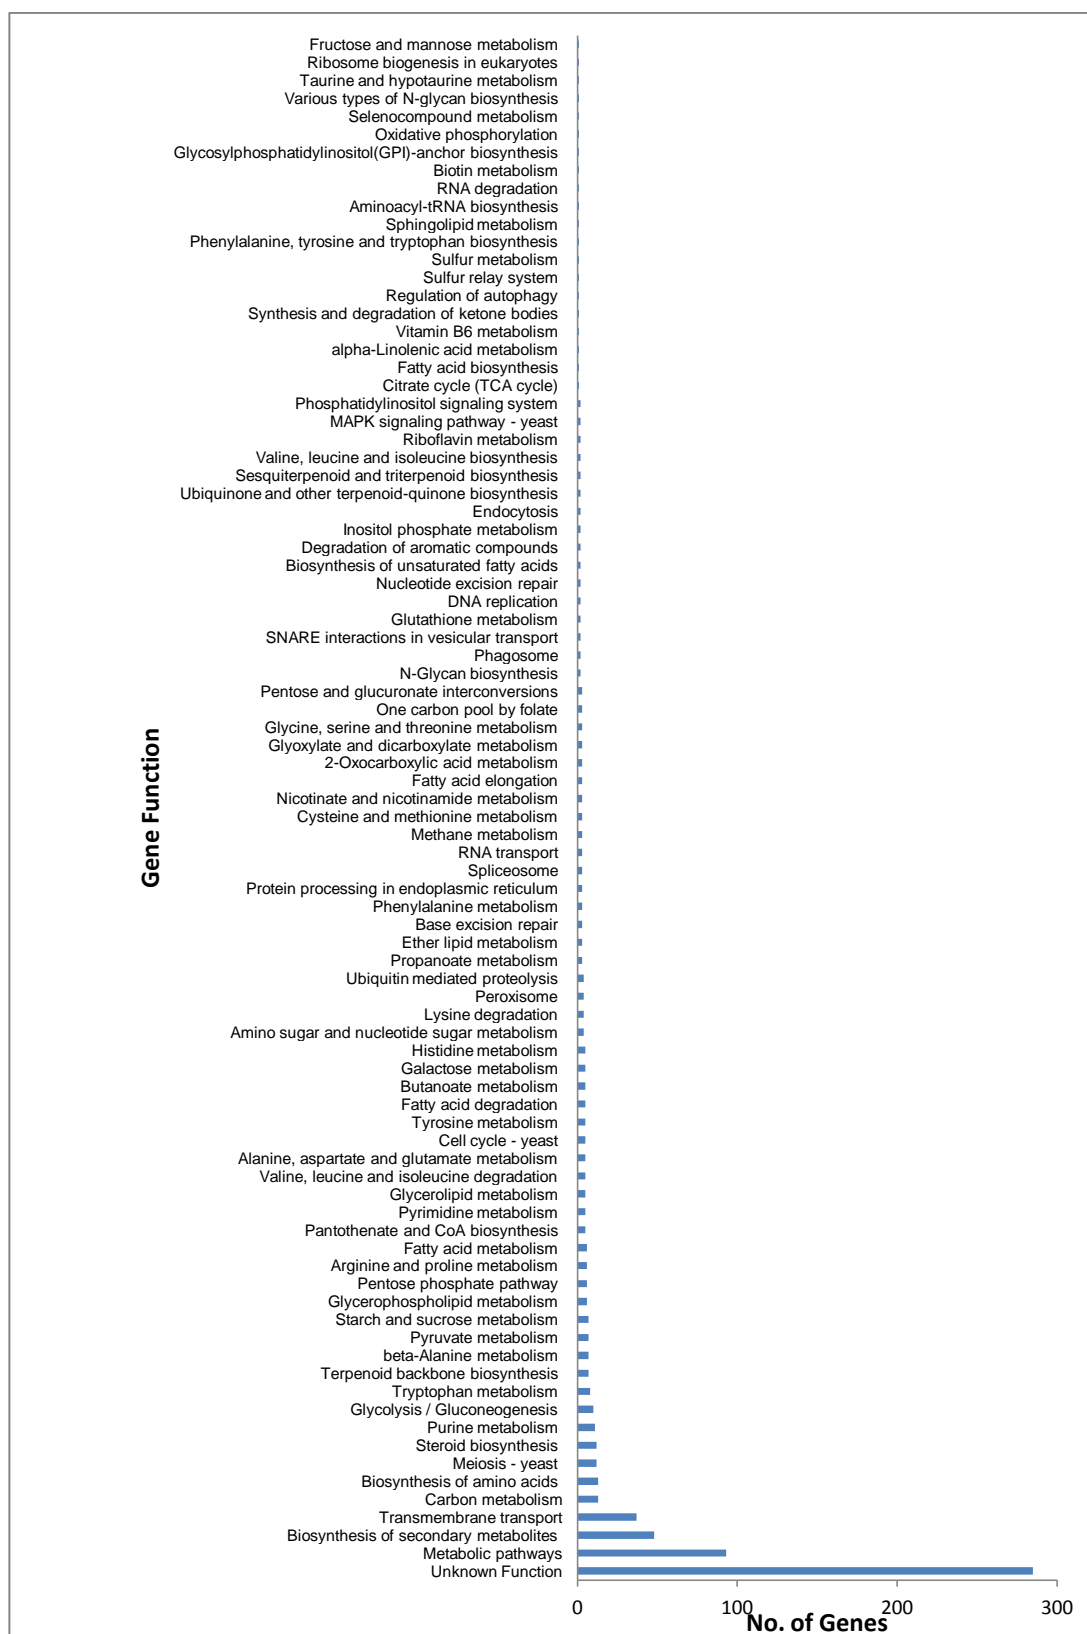 Fructose and mannose metabolism
Ribosome biogenesis in eukaryotes
Taurine and hypotaurine metabolism
Various types of N-glycan biosynthesis
Selenocompound metabolism
Oxidative phosphorylation
Glycosylphosphatidylinositol(GPI)-anchor biosynthesis
Biotin metabolism
RNA degradation
Aminoacyl-tRNA biosynthesis
Sphingolipid metabolism
Phenylalanine, tyrosine and tryptophan biosynthesis
Sulfur metabolism
Sulfur relay system
Regulation of autophagy
Synthesis and degradation of ketone bodies
Vitamin B6 metabolism
alpha-Linolenic acid metabolism
Fatty acid biosynthesis
Citrate cycle (TCA cycle)
Phosphatidylinositol signaling system
MAPK signaling pathway - yeast
Riboflavin metabolism
Valine, leucine and isoleucine biosynthesis
Sesquiterpenoid and triterpenoid biosynthesis
Ubiquinone and other terpenoid-quinone biosynthesis
Endocytosis
Inositol phosphate metabolism
Degradation of aromatic compounds
Biosynthesis of unsaturated fatty acids
Nucleotide excision repair
DNA replication
Glutathione metabolism
SNARE interactions in vesicular transport
Phagosome
N-Glycan biosynthesis
Pentose and glucuronate interconversions
One carbon pool by folate
Glycine, serine and threonine metabolism
Glyoxylate and dicarboxylate metabolism
2-Oxocarboxylic acid metabolism
Fatty acid elongation
Nicotinate and nicotinamide metabolism
Cysteine and methionine metabolism
Methane metabolism
RNA transport
Spliceosome
Protein processing in endoplasmic reticulum
Phenylalanine metabolism
Base excision repair
Ether lipid metabolism
Propanoate metabolism
Ubiquitin mediated proteolysis
Peroxisome
Lysine degradation
Amino sugar and nucleotide sugar metabolism
Histidine metabolism
Galactose metabolism
Butanoate metabolism
Fatty acid degradation
Tyrosine metabolism
Cell cycle - yeast
Alanine, aspartate and glutamate metabolism
Valine, leucine and isoleucine degradation
Glycerolipid metabolism
Pyrimidine metabolism
Pantothenate and CoA biosynthesis
Fatty acid metabolism
Arginine and proline metabolism
Pentose phosphate pathway
Glycerophospholipid metabolism
Starch and sucrose metabolism
Pyruvate metabolism
beta-Alanine metabolism
Terpenoid backbone biosynthesis
Tryptophan metabolism
Glycolysis / Gluconeogenesis
Purine metabolism
Steroid biosynthesis
Meiosis - yeast
Biosynthesis of amino acids
Carbon metabolism
Transmembrane transport
Biosynthesis of secondary metabolites
Metabolic pathways
Unknown Function
Gene Function
0 100 200 300
No. of Genes